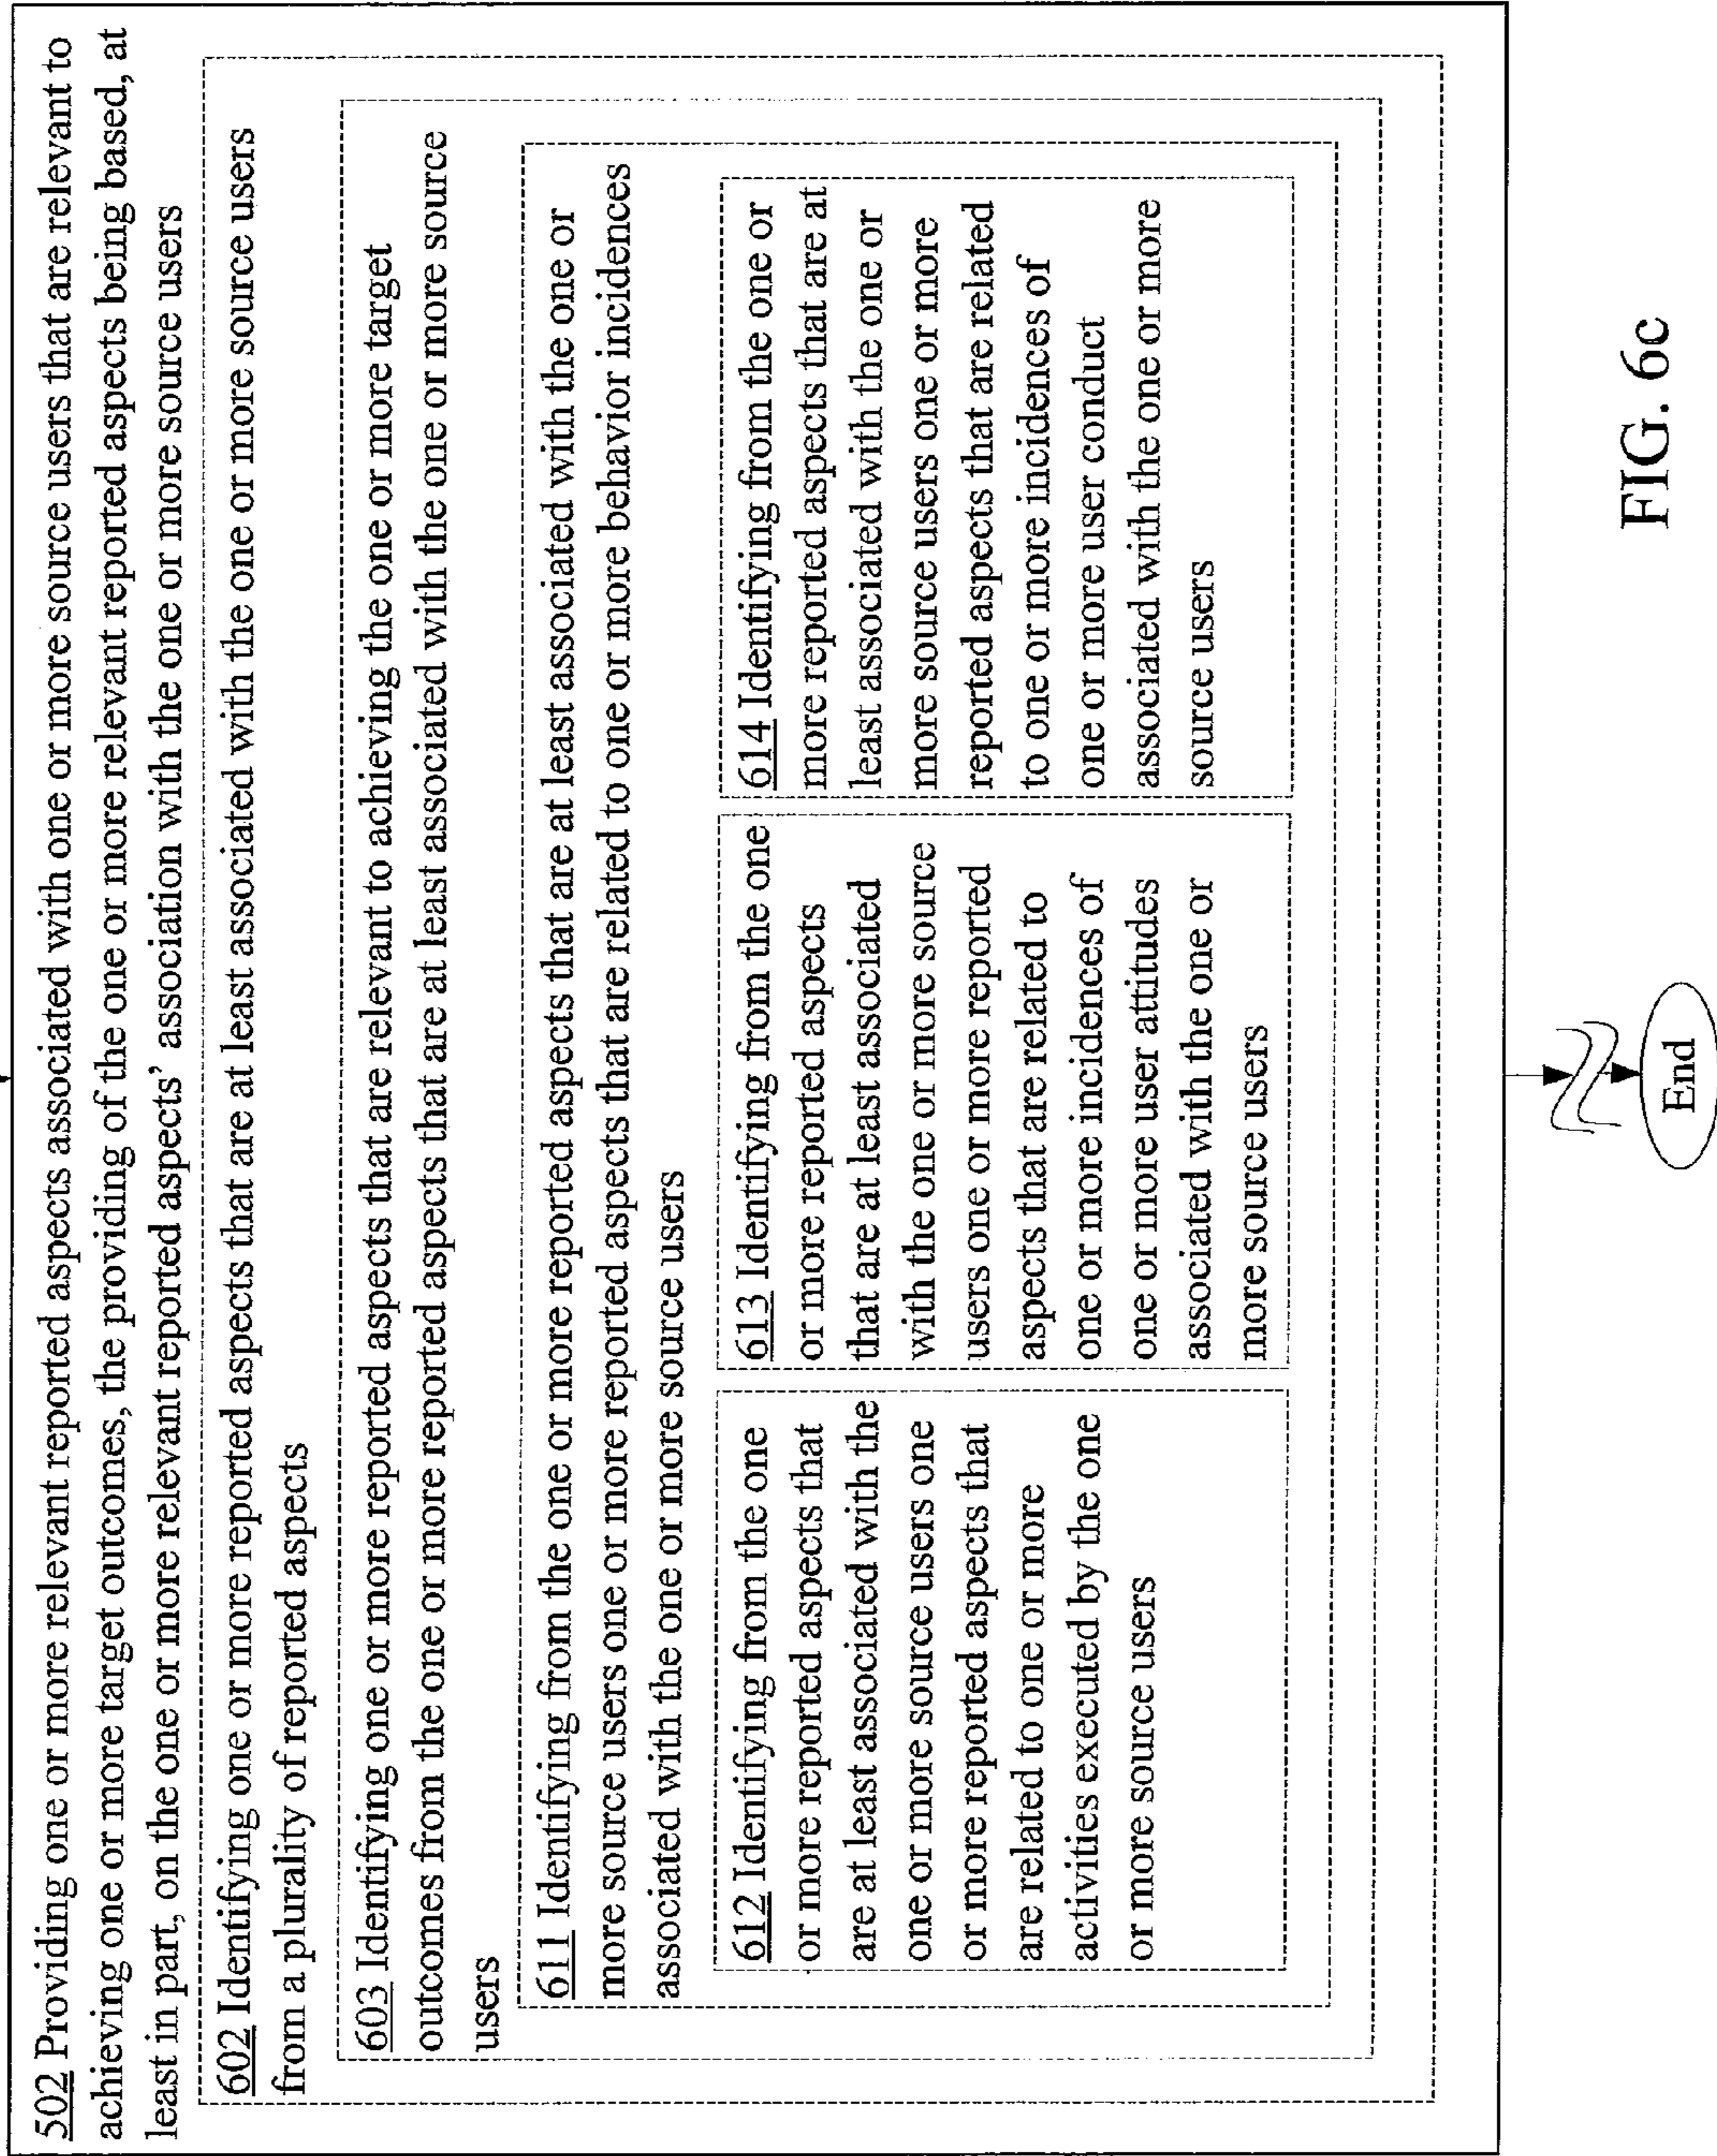 502 Providing one or more relevant reported aspects associated with one or more source users that are relevant to
achieving one or more target outcomes, the providing of the one or more relevant reported aspects being based, at
least in part, on the one or more relevant reported aspects’ association with the one or more source users
602 Identifying one or more reported aspects that are at least associated with the one or more source users
from a plurality of reported aspects
603 Identifying one or more reported aspects that are relevant to achieving the one or more target
outcomes from the one or more reported aspects that are at least associated with the one or more source
users
611 Identifying from the one or more reported aspects that are at least associated with the one or
more source users one or more reported aspects that are related to one or more behavior incidences
associated with the one or more source users
612 Identifying from the one
or more reported aspects that
are at least associated with the
one or more source users one
or more reported aspects that
are related to one or more
activities executed by the one
or more source users
613 Identifying from the one
or more reported aspects
that are at least associated
with the one or more source
users one or more reported
aspects that are related to
one or more incidences of
one or more user attitudes
associated with the one or
more source users
614 Identifying from the one or
more reported aspects that are at
least associated with the one or
more source users one or more
reported aspects that are related
to one or more incidences of
one or more user conduct
associated with the one or more
source users
End
FIG. 6c